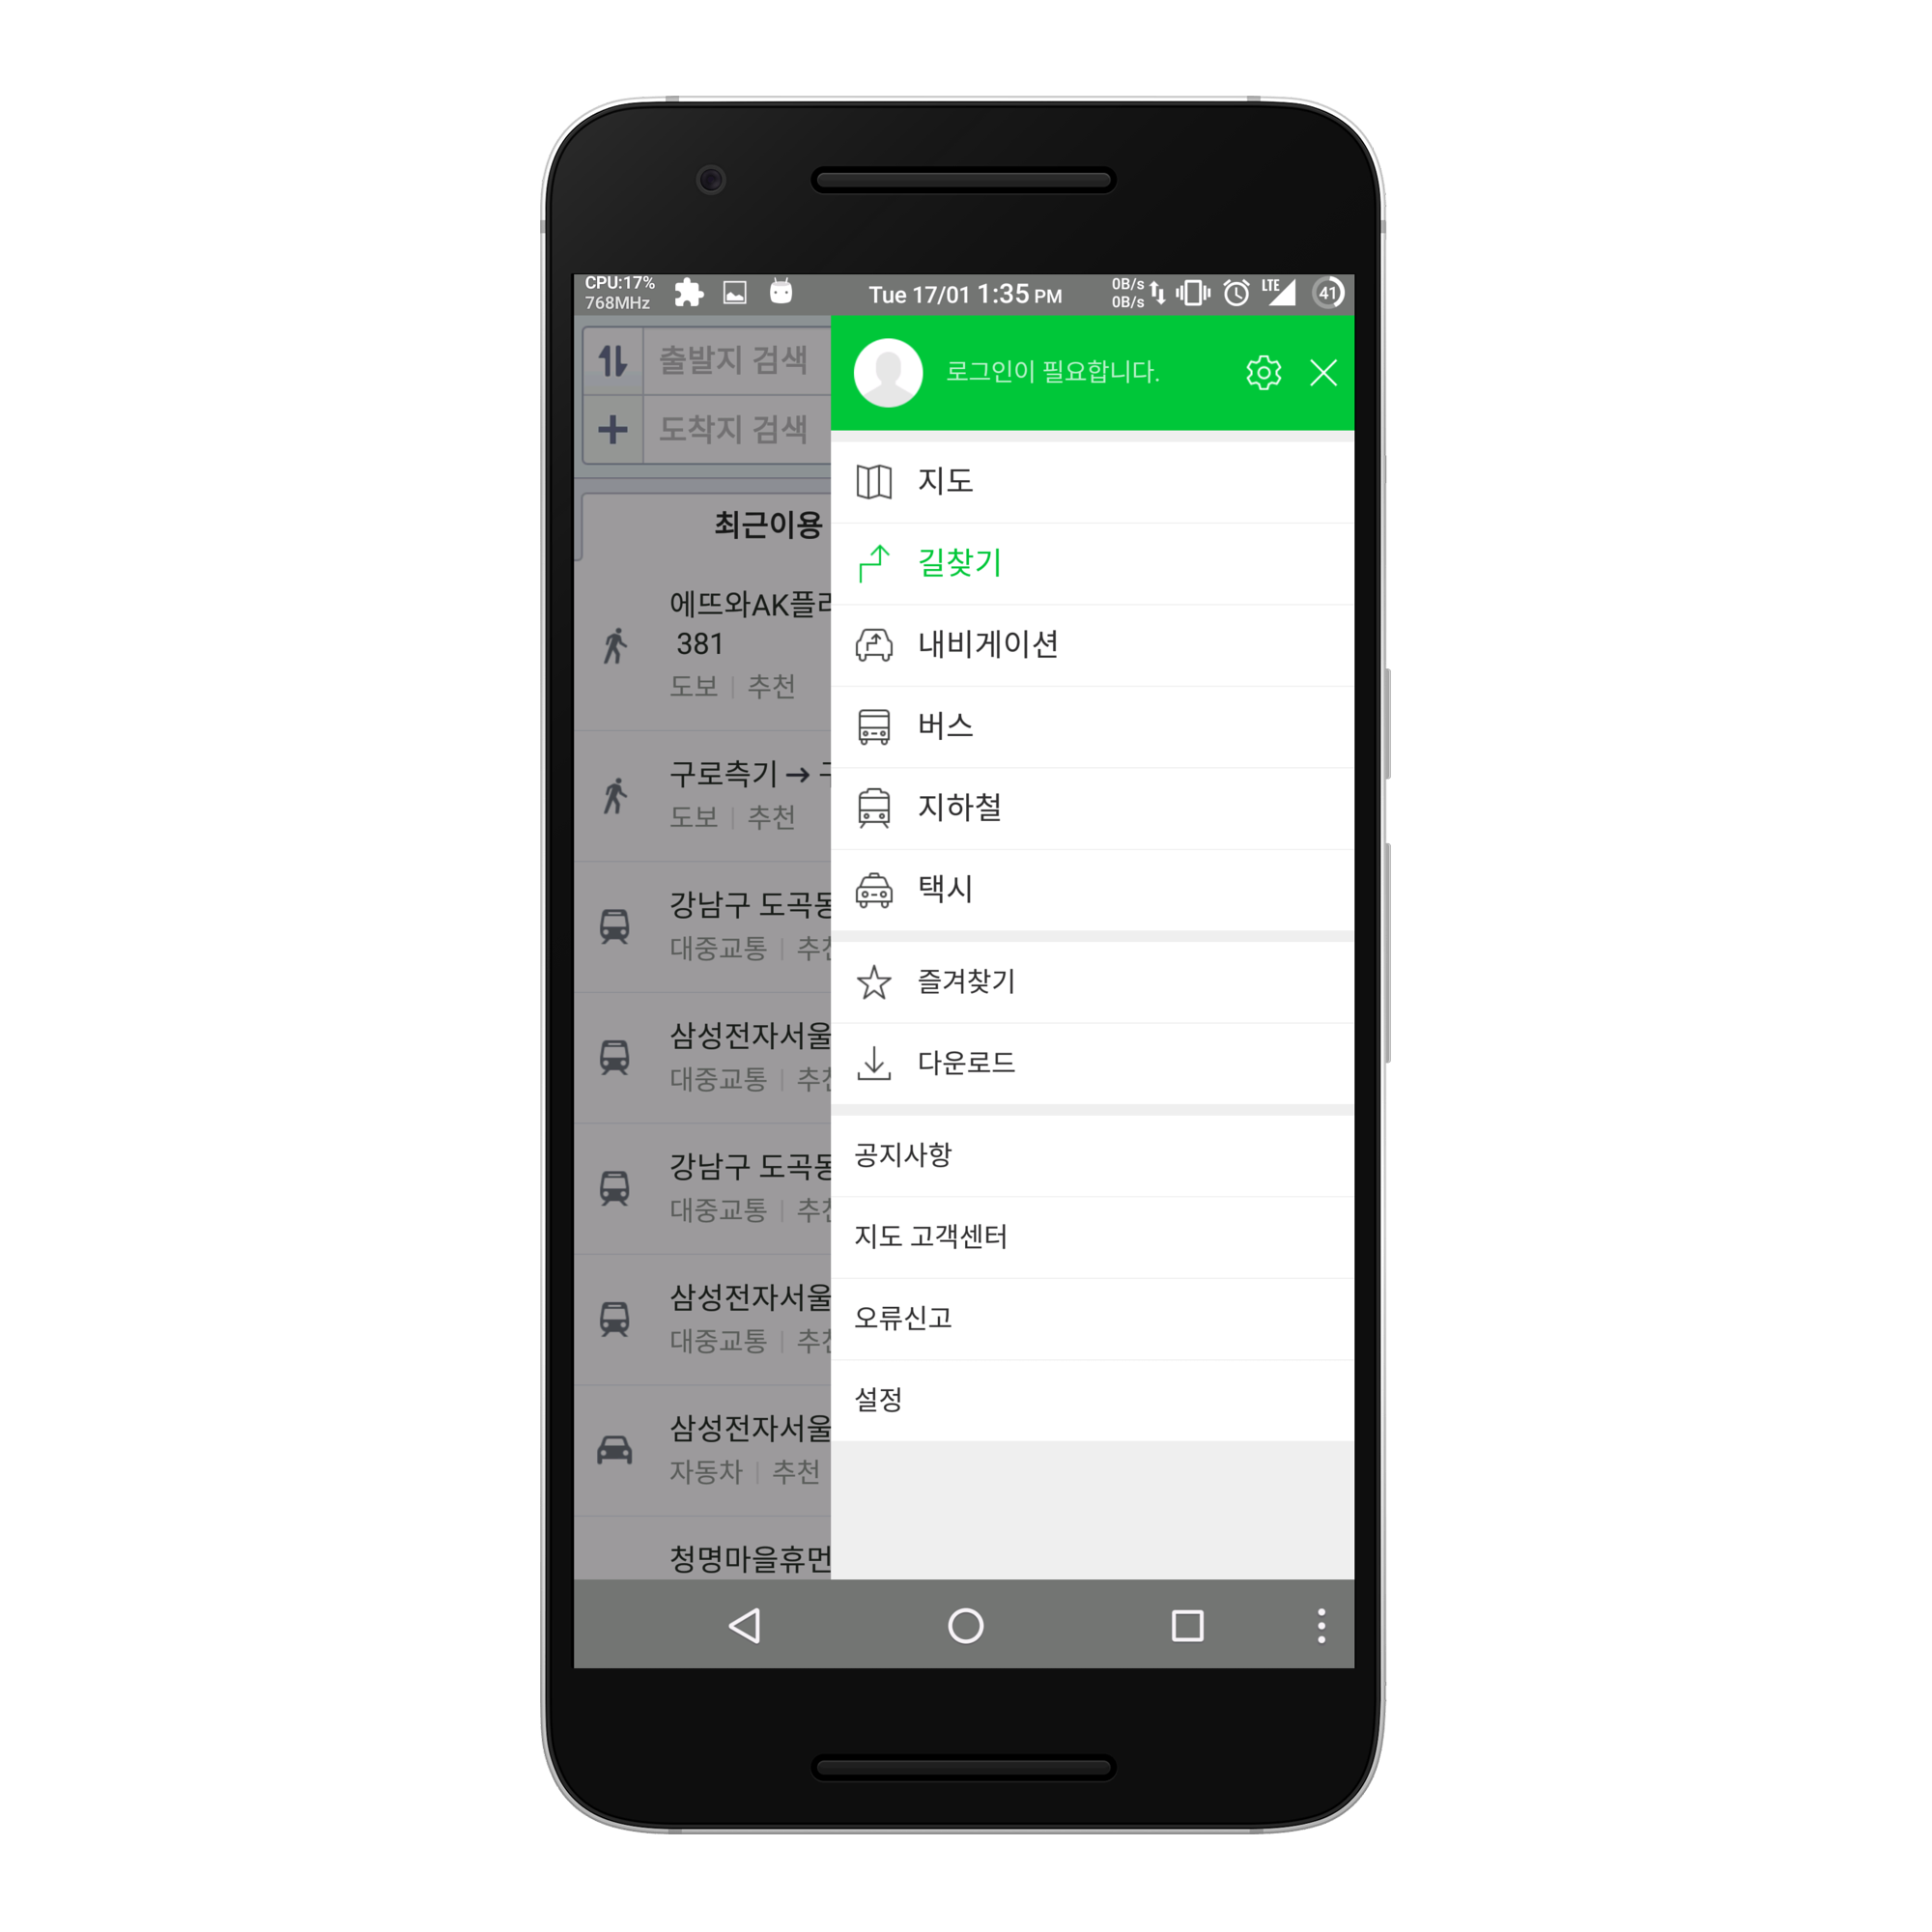 CPU:17%
768MHz
Tue 17/01 1:35 PM
0B/s
0B/s
LTE
41
출발지 검색
도착지 검색
최근이용
에뜨와AK플
381
도보 | 추천
구로측기 →
도보 | 추천
강남구 도곡동
대중교통 | 추천
삼성전자서울
대중교통 | 추천
강남구 도곡동
대중교통 | 추천
삼성전자서울
대중교통 | 추천
삼성전자서울
자동차 | 추천
청명마을휴먼
로그인이 필요합니다.
지도
길찾기
내비게이션
버스
지하철
택시
즐겨찾기
다운로드
공지사항
지도 고객센터
오류신고
설정